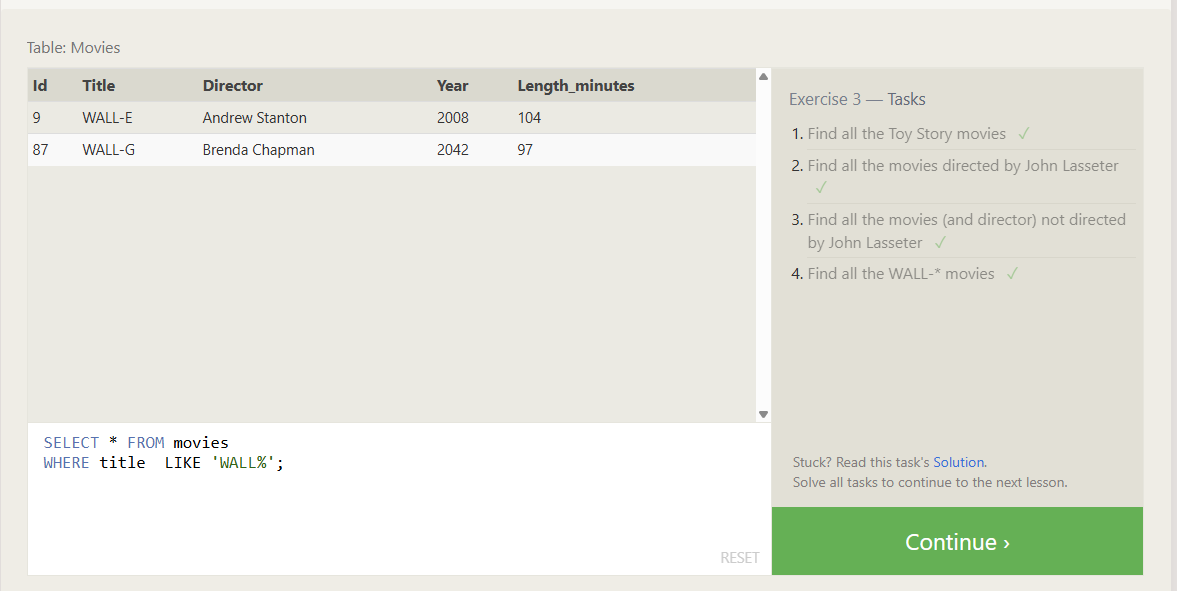 Table: Movies
Id Title Director Year Length_minutes
9 WALL-E Andrew Stanton 2008 104
87 WALL-G Brenda Chapman 2042 97
SELECT * FROM movies
WHERE title  LIKE 'WALL%';
RESET
Exercise 3 — Tasks
1. Find all the Toy Story movies ✓
2. Find all the movies directed by John Lasseter
✓
3. Find all the movies (and director) not directed
by John Lasseter ✓
4. Find all the WALL-* movies ✓
Stuck? Read this task's Solution.
Solve all tasks to continue to the next lesson.
Continue ›